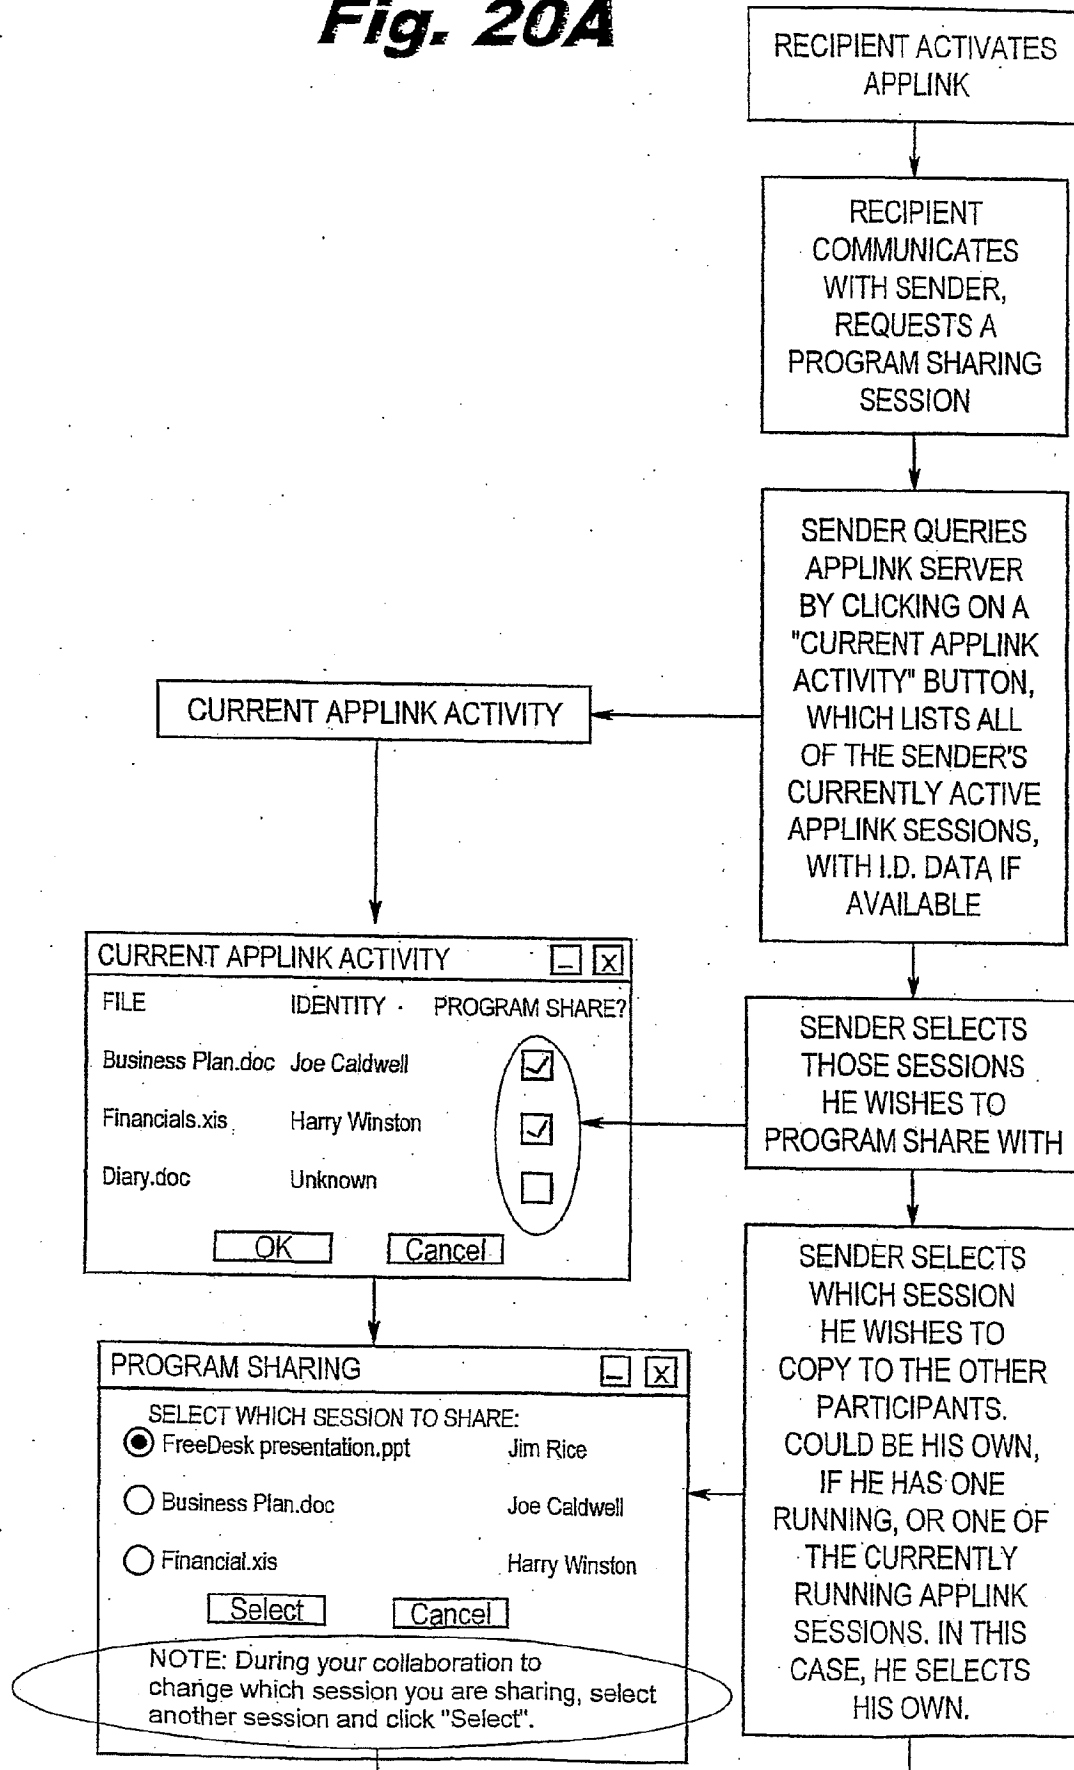 Fig. 20A
RECIPIENT ACTIVATES
APPLINK
RECIPIENT
COMMUNICATES
WITH SENDER,
REQUESTS A
PROGRAM SHARING
SESSION
SENDER QUERIES
APPLINK SERVER
BY CLICKING ON A
"CURRENT APPLINK
ACTIVITY" BUTTON,
WHICH LISTS ALL
OF THE SENDER'S
CURRENTLY ACTIVE
APPLINK SESSIONS,
WITH I.D. DATA IF
AVAILABLE
CURRENT APPLINK ACTIVITY
CURRENT APPLINK ACTIVITY
FILE IDENTITY PROGRAM SHARE?
Business Plan.doc Joe Caldwell
Financials.xis Harry Winston
Diary.doc Unknown
OK Cancel
SENDER SELECTS
THOSE SESSIONS
HE WISHES TO
PROGRAM SHARE WITH
SENDER SELECTS
WHICH SESSION
HE WISHES TO
COPY TO THE OTHER
PARTICIPANTS.
COULD BE HIS OWN,
IF HE HAS ONE
RUNNING, OR ONE OF
THE CURRENTLY
RUNNING APPLINK
SESSIONS. IN THIS
CASE, HE SELECTS
HIS OWN.
PROGRAM SHARING
SELECT WHICH SESSION TO SHARE:
FreeDesk presentation.ppt Jim Rice
Business Plan.doc Joe Caldwell
Financial.xis Harry Winston
Select Cancel
NOTE: During your collaboration to
change which session you are sharing, select
another session and click "Select".